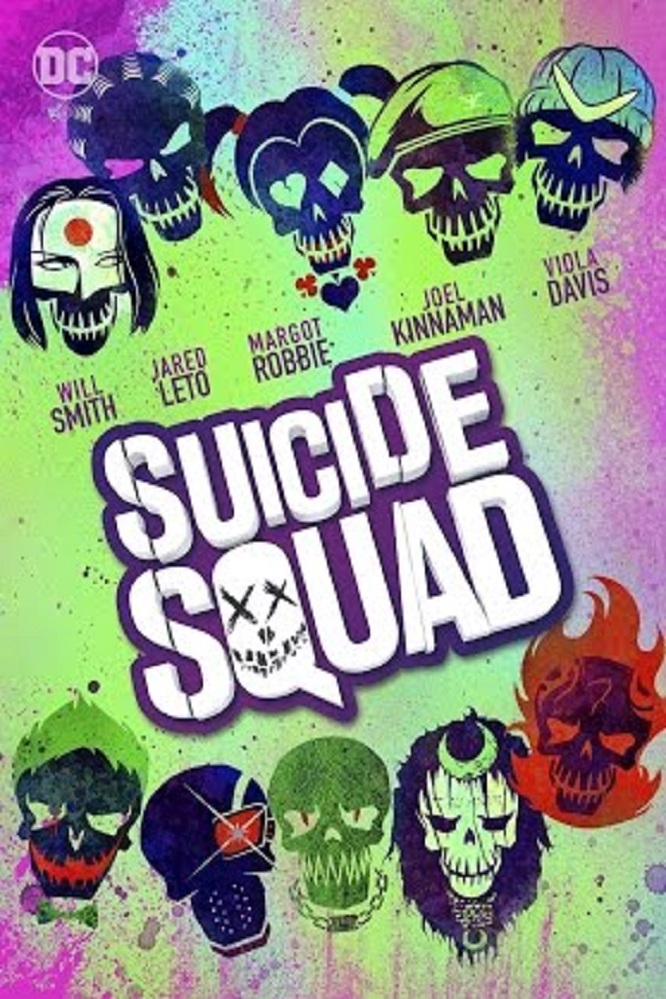 DC
WILL
SMITH
JARED
LETO
MARGOT
ROBBIE
JOEL
KINNAMAN
VIOLA
DAVIS
SUICIDE
SQUAD